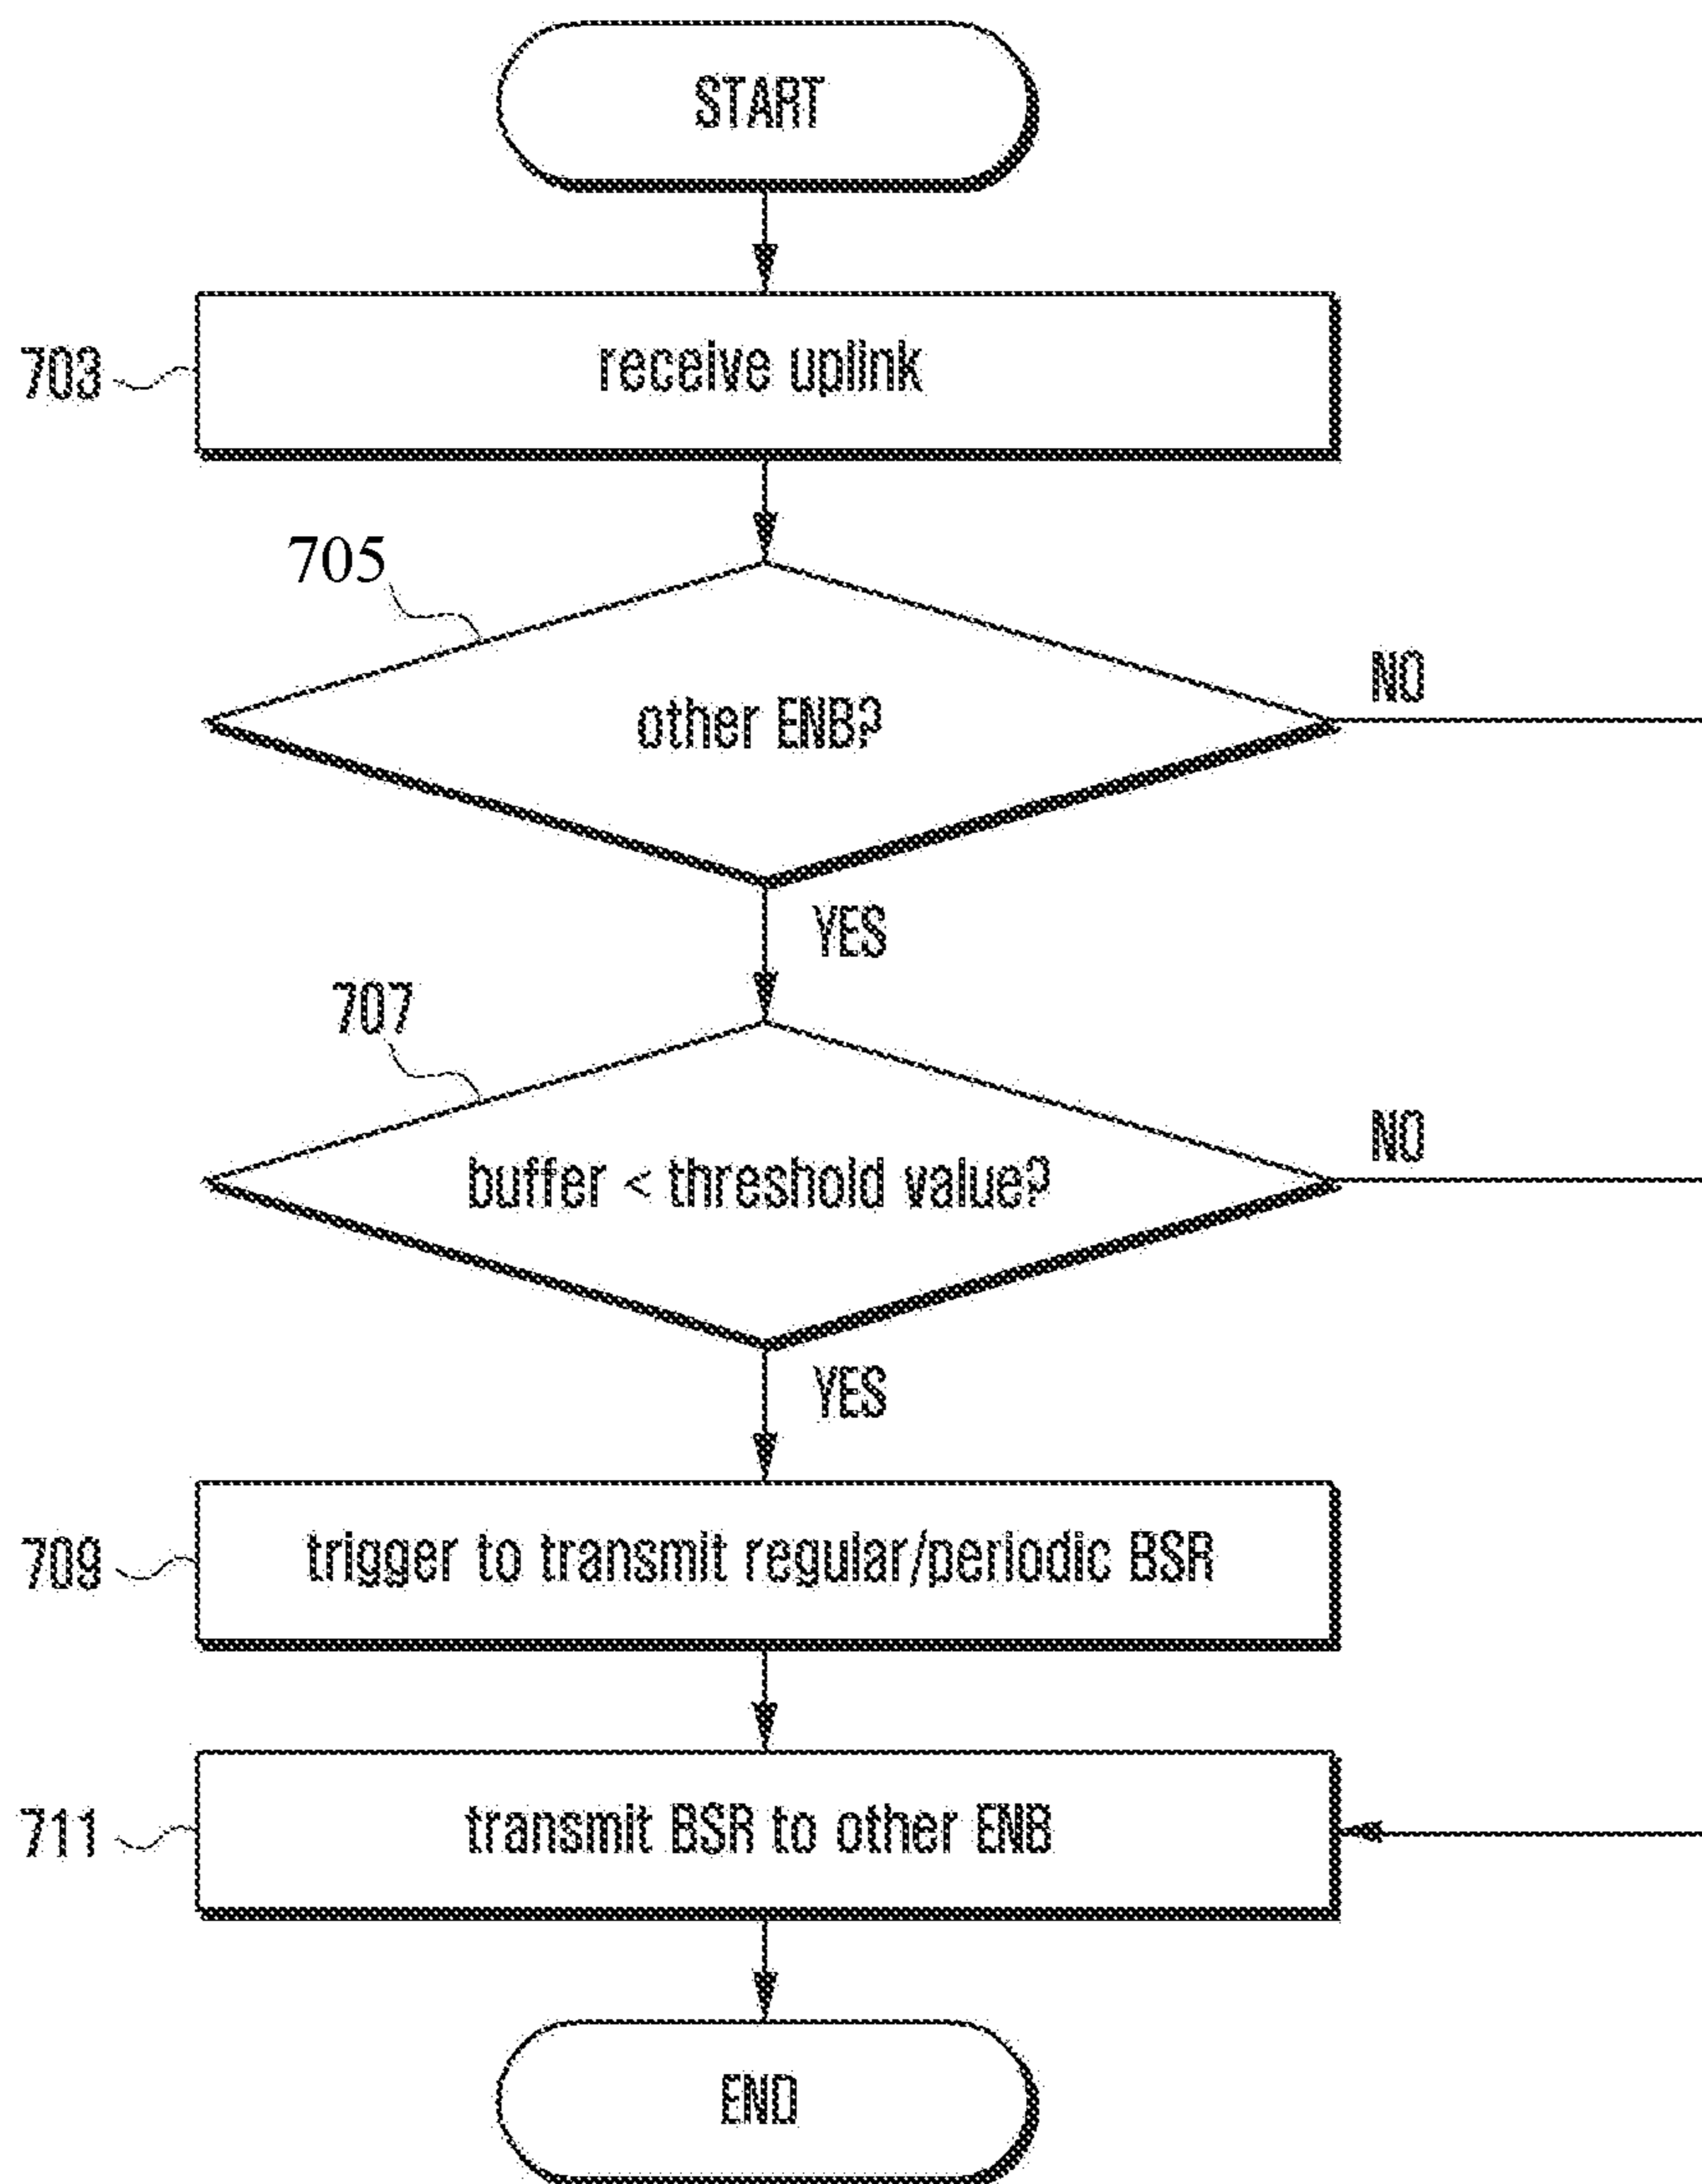 START
703
receive uplink
705
other ENB?
NO
YES
707
buffer < threshold value?
NO
YES
709
trigger to transmit regular/periodic BSR
711
transmit BSR to other ENB
END